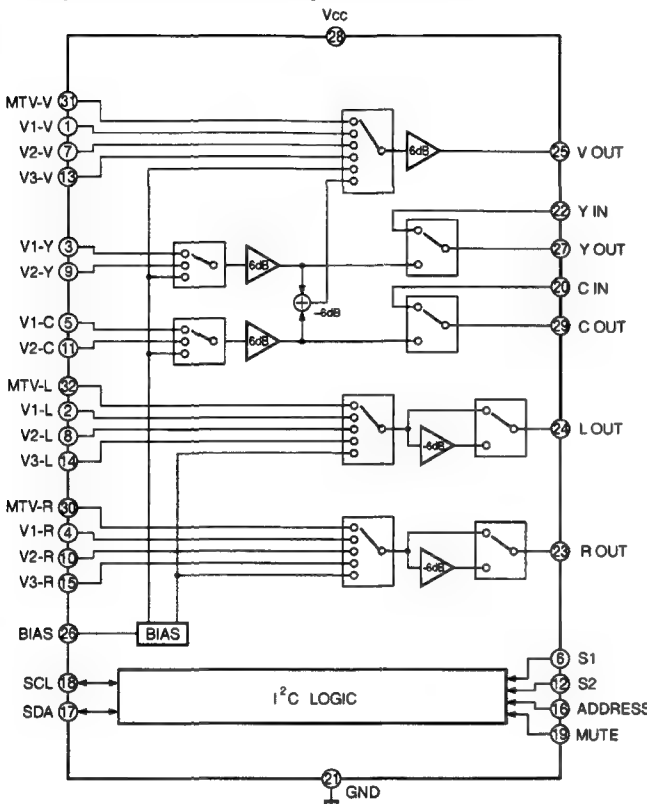 Vcc
28
MTV-V 31
V1-V 1
V2-V 7
V3-V 13
6dB
25 V OUT
22 Y IN
V1-Y 3
V2-Y 9
6dB
27 Y OUT
20 C IN
-6dB
V1-C 5
V2-C 11
6dB
29 C OUT
MTV-L 32
V1-L 2
V2-L 8
V3-L 14
-6dB
24 L OUT
MTV-R 30
V1-R 4
V2-R 10
V3-R 15
-6dB
23 R OUT
BIAS 26
BIAS
SCL 18
SDA 17
I²C LOGIC
6 S1
12 S2
16 ADDRESS
19 MUTE
21
GND